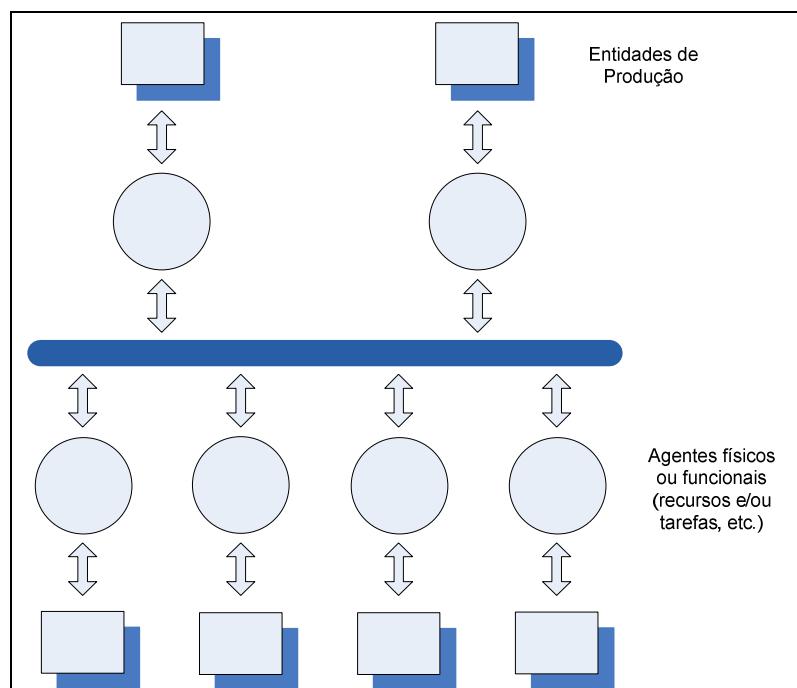 Entidades de
Produção
Agentes físicos
ou funcionais
(recursos e/ou
tarefas, etc.)